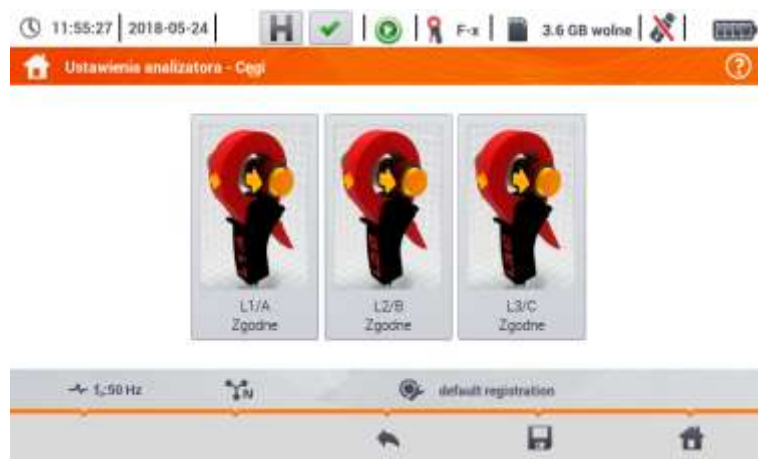 11:55:27 2018-05-24 H F-x 3.6 GB wolne
Ustawienia analizatora - Cęgi ?
L1/A L2/B L3/C
Zgodne Zgodne Zgodne
fₙ:50 Hz N default registration